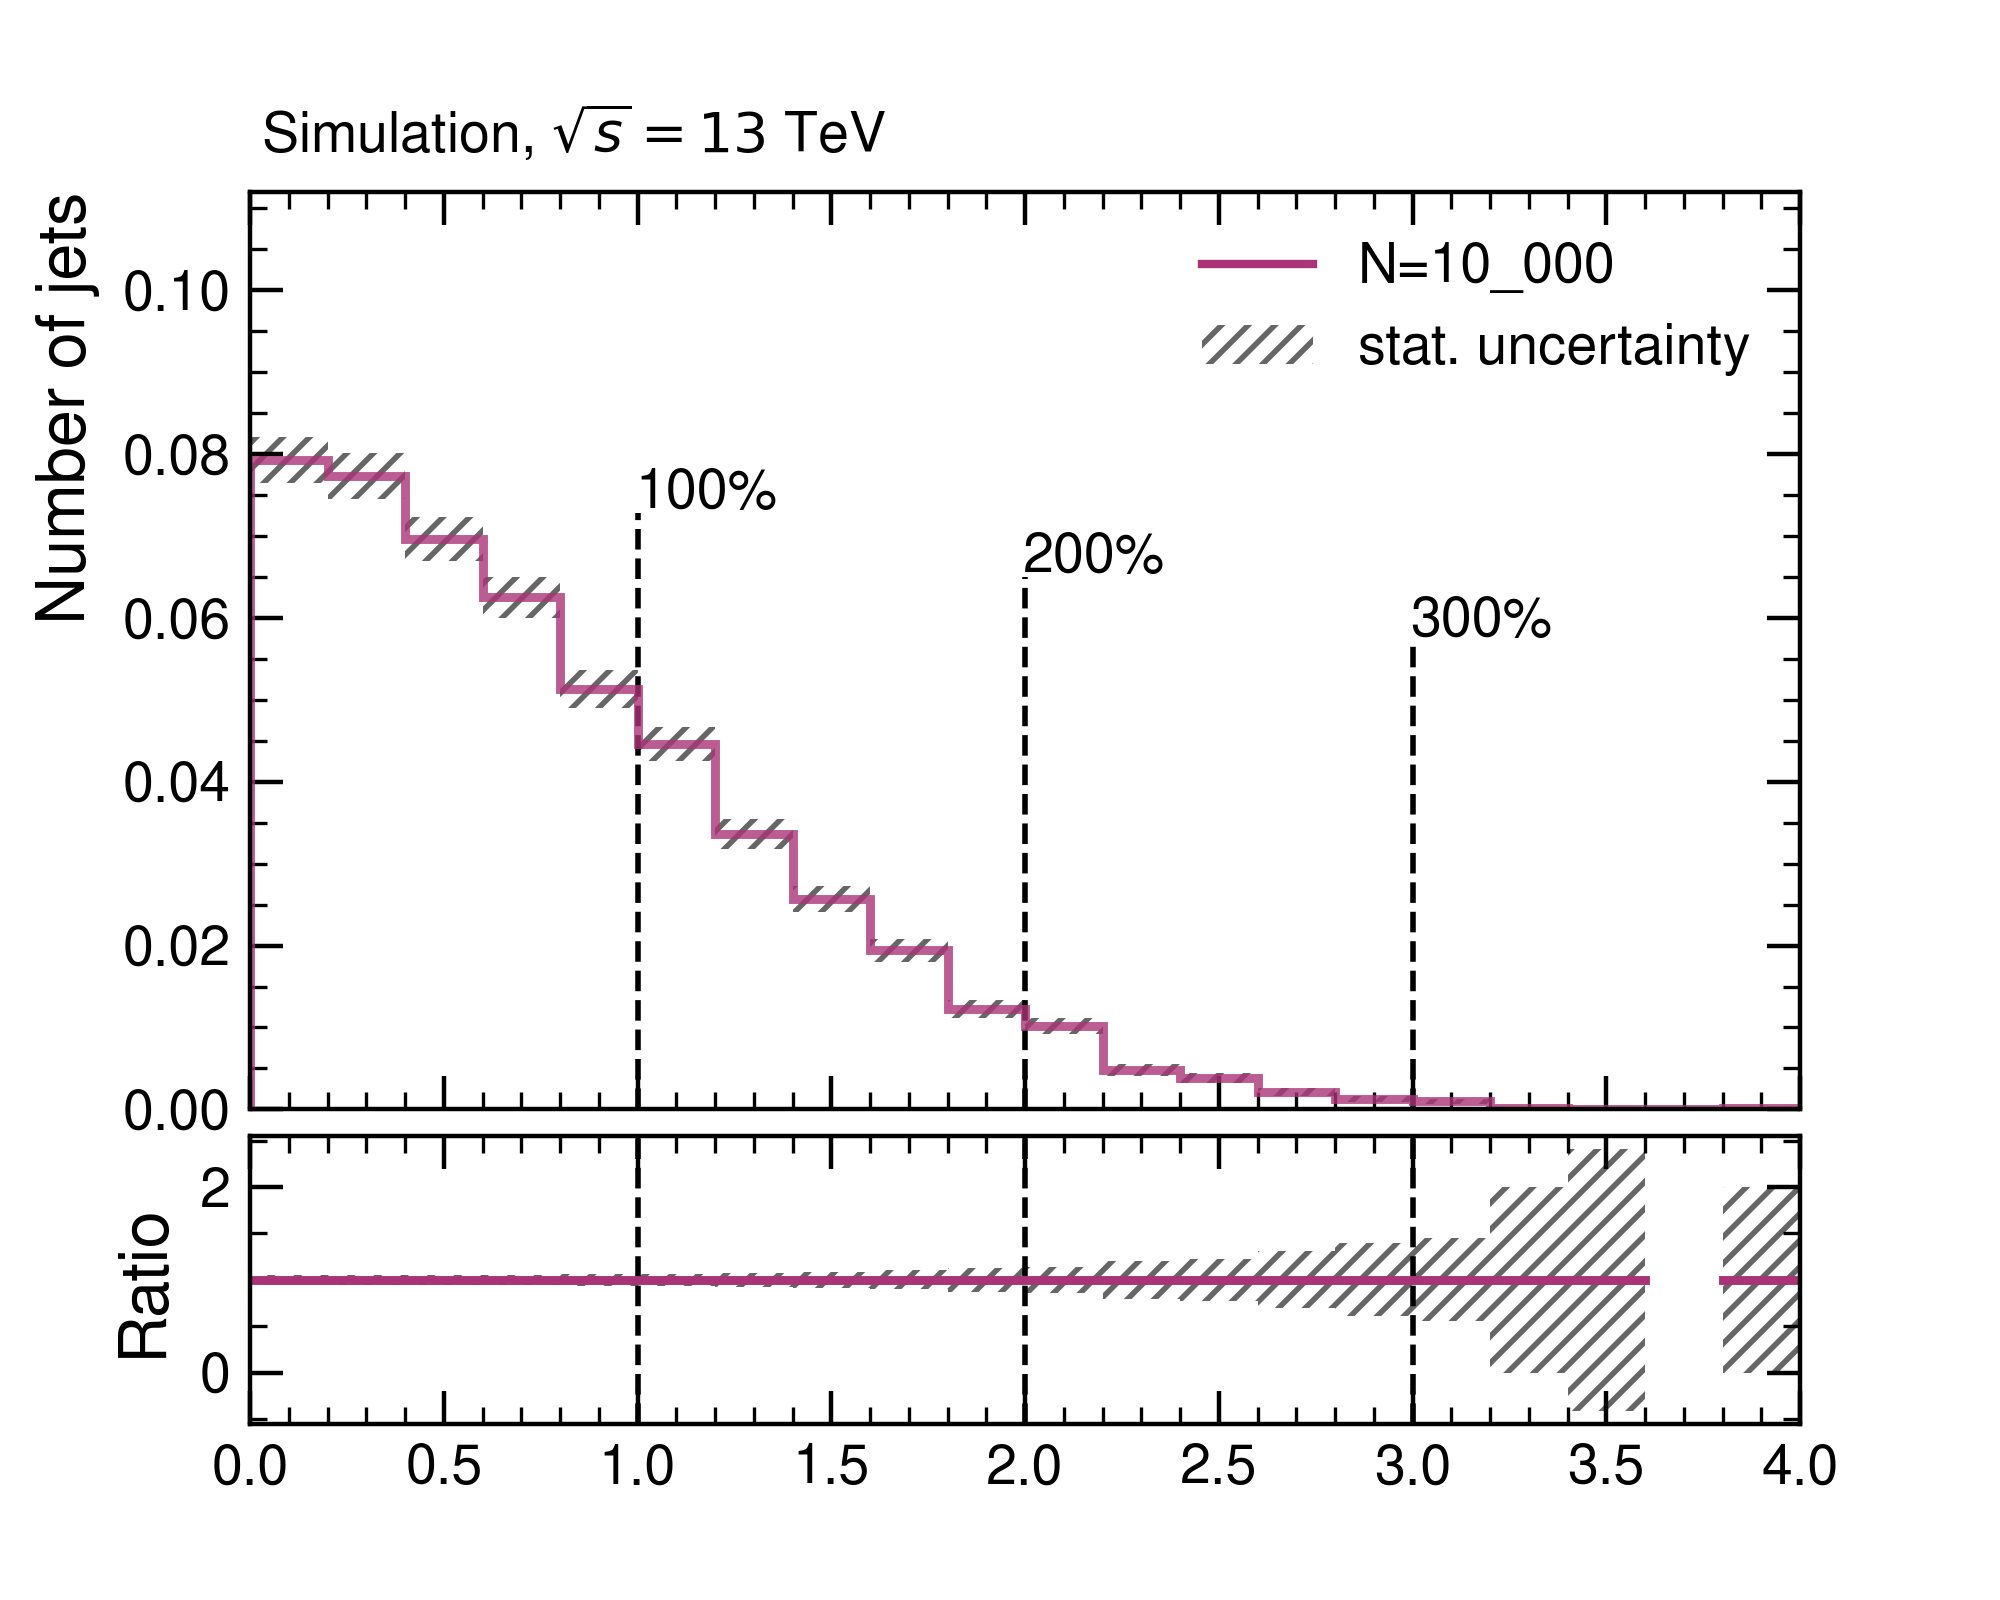 Simulation, √s = 13 TeV
Number of jets
0.10
0.08
0.06
0.04
0.02
0.00
N=10_000
stat. uncertainty
100%
200%
300%
Ratio
2
0
0.0 0.5 1.0 1.5 2.0 2.5 3.0 3.5 4.0